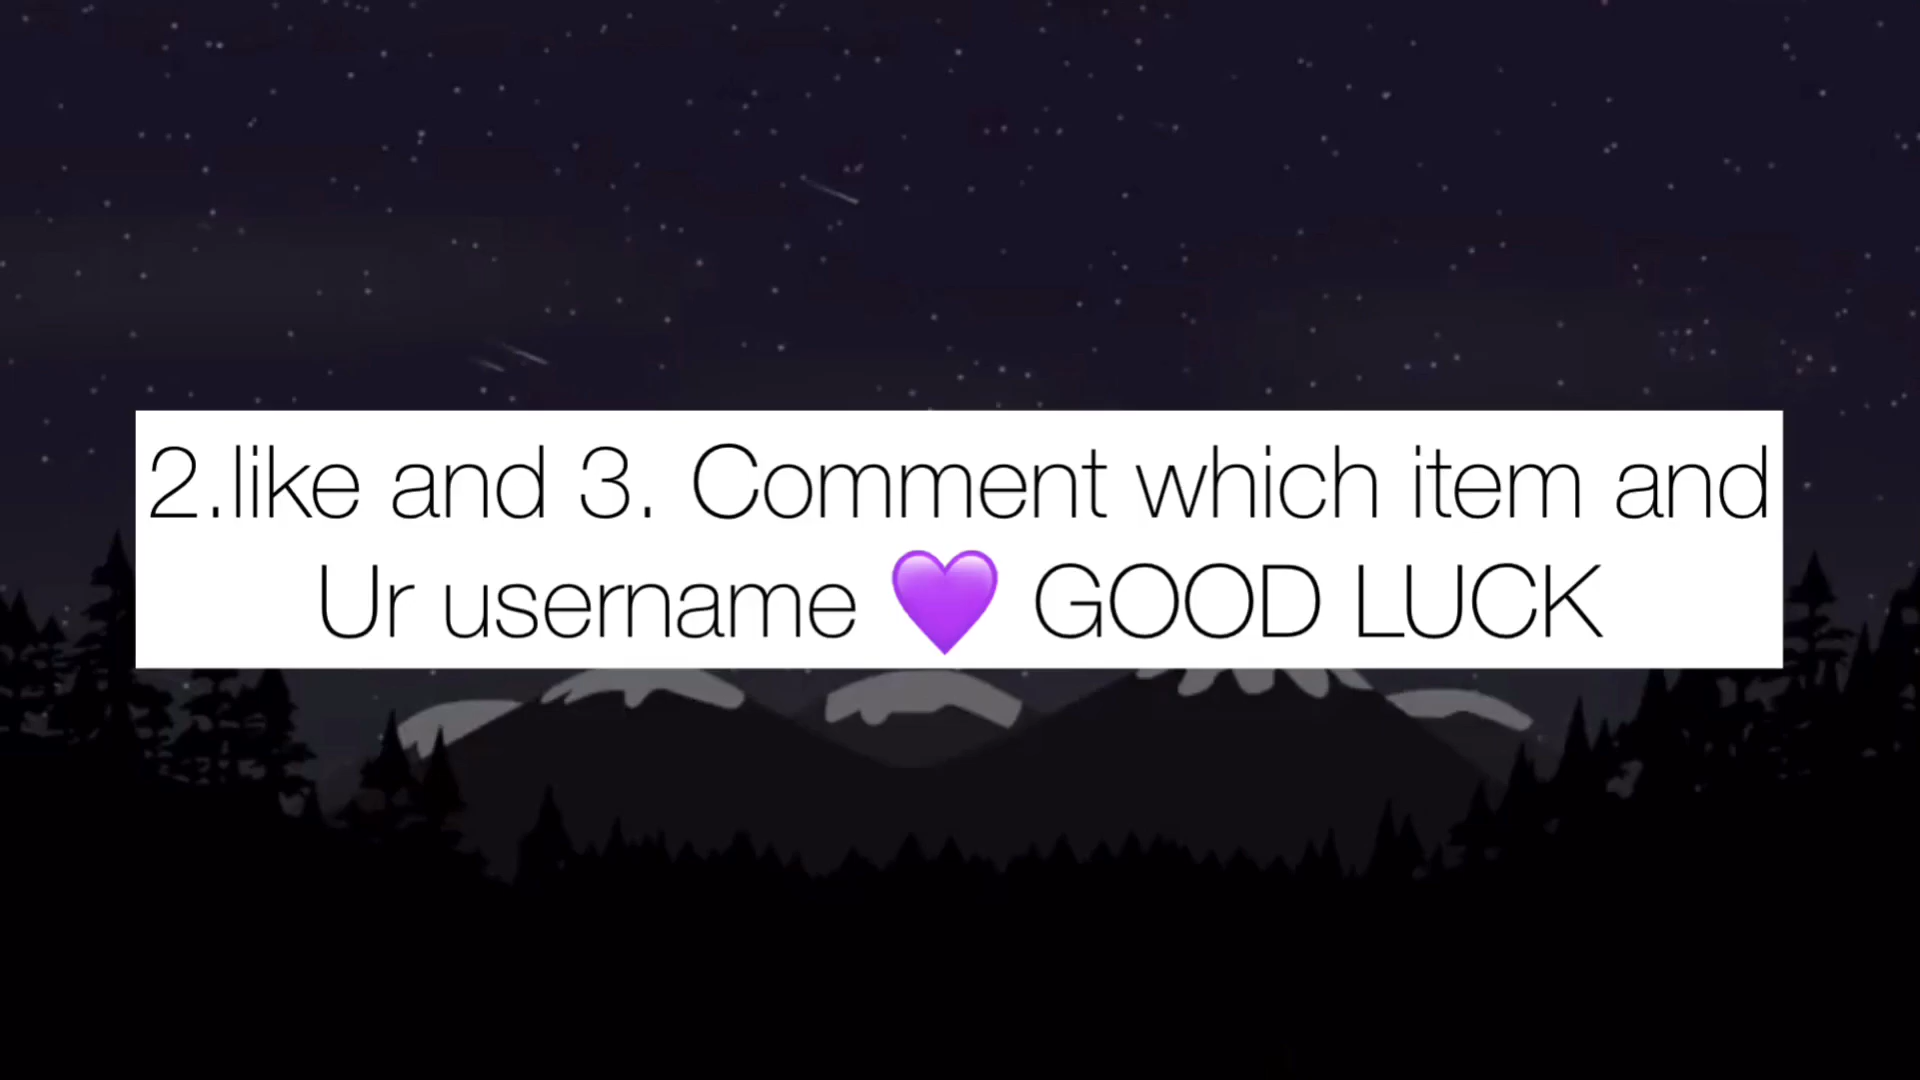 2.like and 3. Comment which item and
Ur username 💜 GOOD LUCK